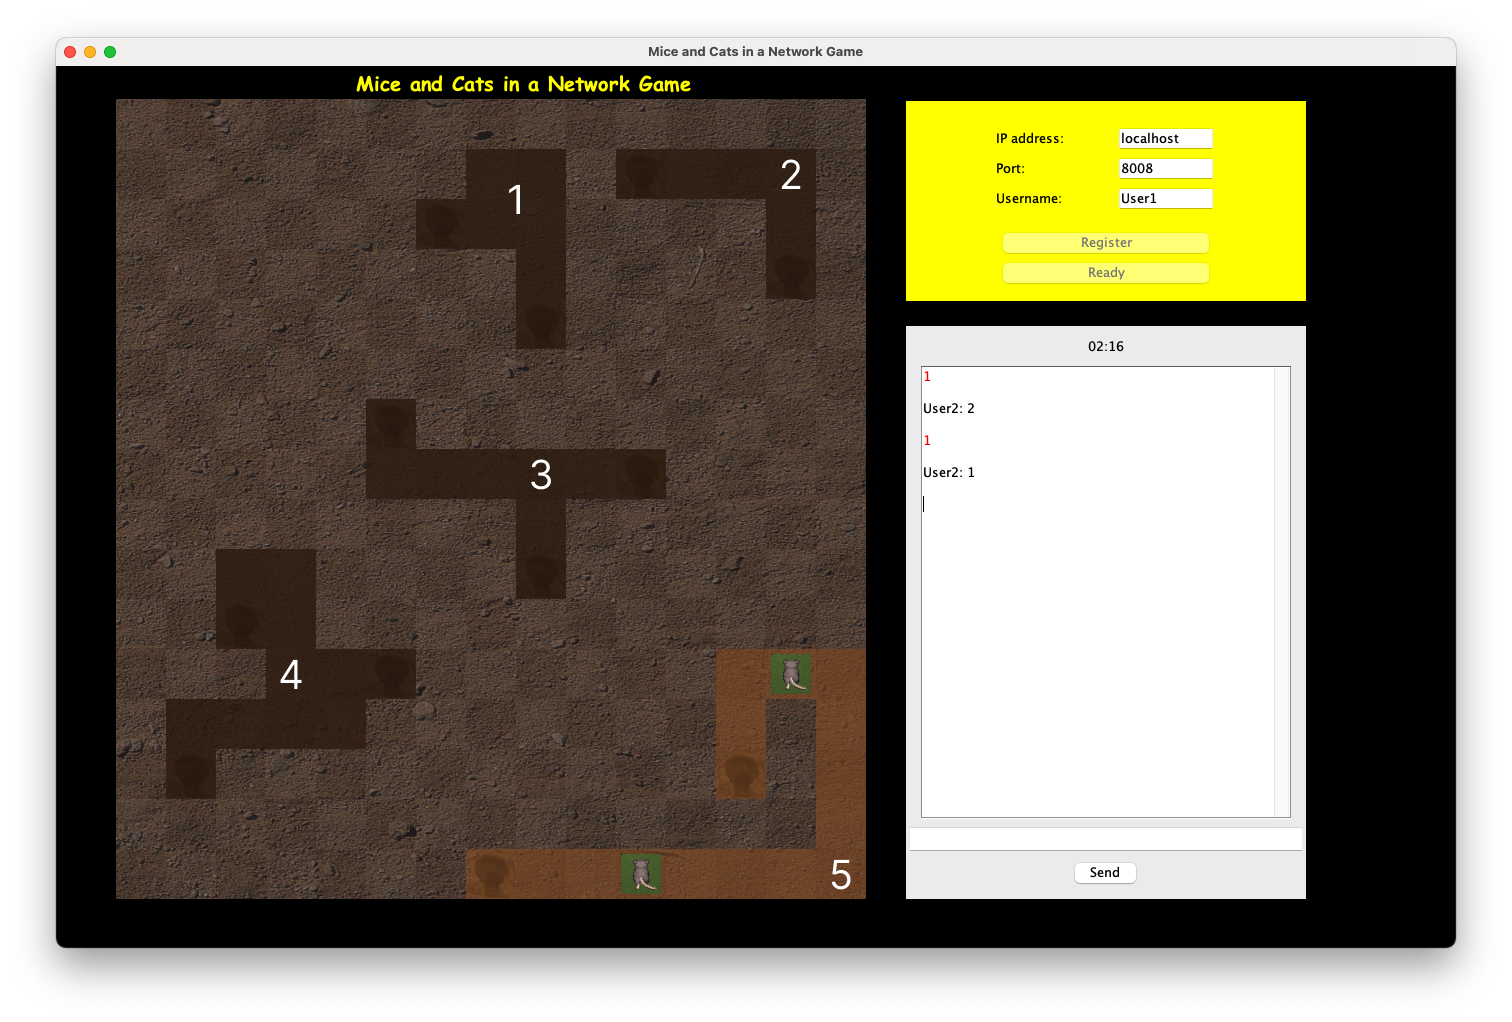 Mice and Cats in a Network Game
Mice and Cats in a Network Game
1
2
3
4
5
IP address: localhost
Port: 8008
Username: User1
Register
Ready
02:16
1
User2: 2
1
User2: 1
Send